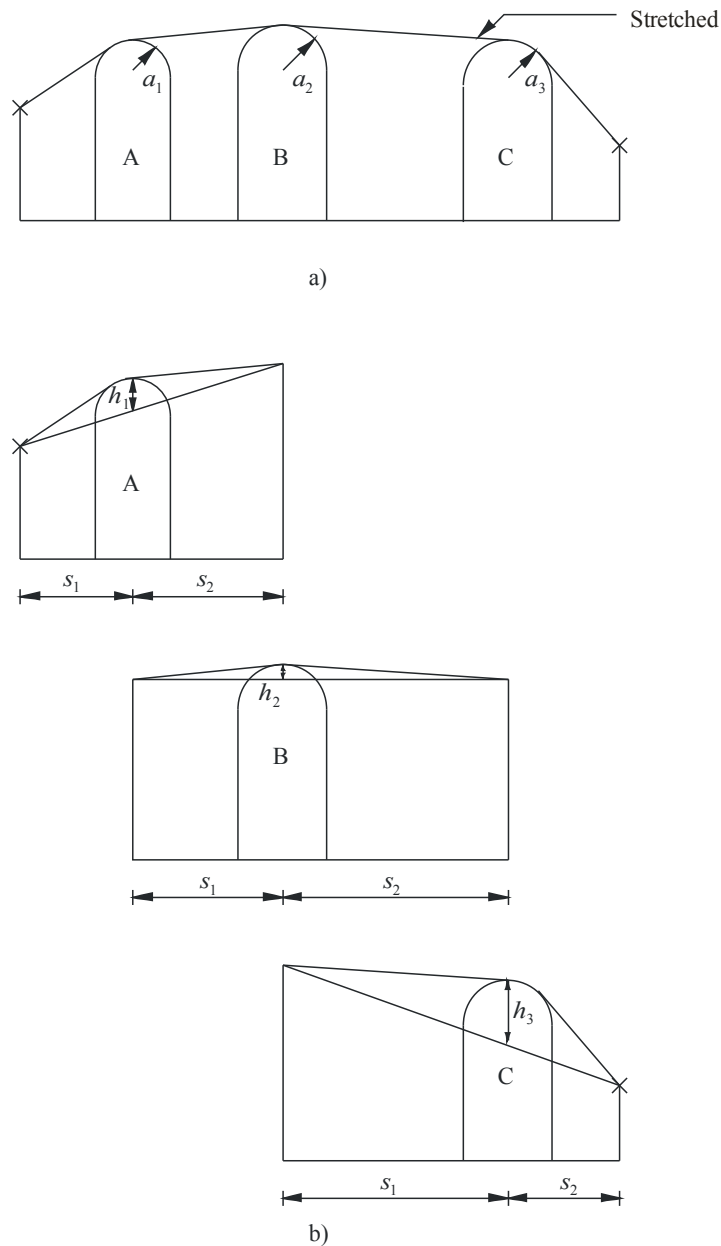 Stretched
a₁ a₂ a₃
A B C
a)
h₁
A
s₁ s₂
h₂
B
s₁ s₂
h₃
C
s₁ s₂
b)